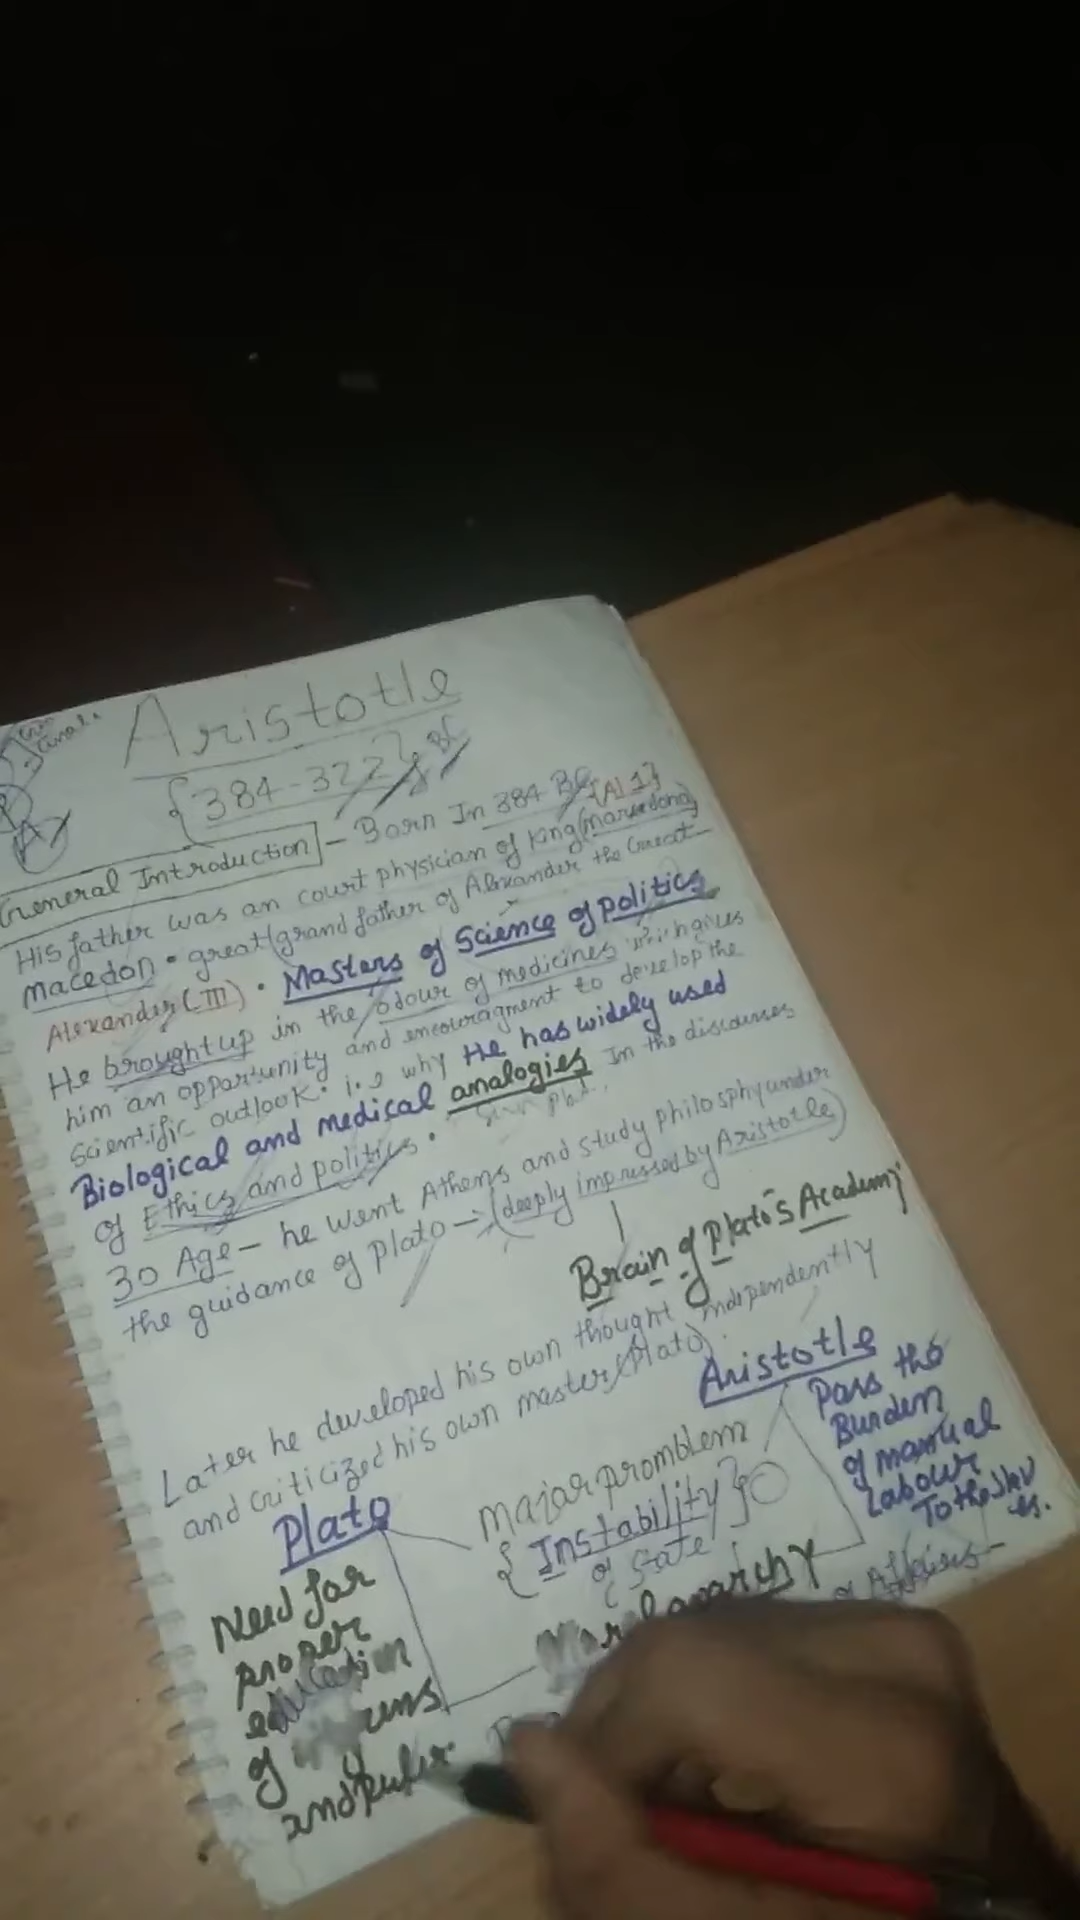 Aristotle
{384-322} BC
General Introduction - Born In 384 BC
His father was an court physician of King
macedon . great (grand father of Alexander the Great
Alexander (III) . Masters of Science of politics
He brought up in the odour of medicines which gives
him an opportunity and encouragment to develop the
Scientific outlook . i.e why He has widely used
Biological and medical analogies In the discourses
of Ethics and politics .
30 Age - he went Athens and study philosphy under
the guidance of plato - (deeply impressed by Aristotle)
Brain of Plato's Academy
Later he developed his own thought independently
and criticized his own master (Plato) .
Aristotle
Pass the
Burden
of manual
Labour
To the
Plato
major promblem
{Instability}
of State
Need for
proper
education
of
and Ruler